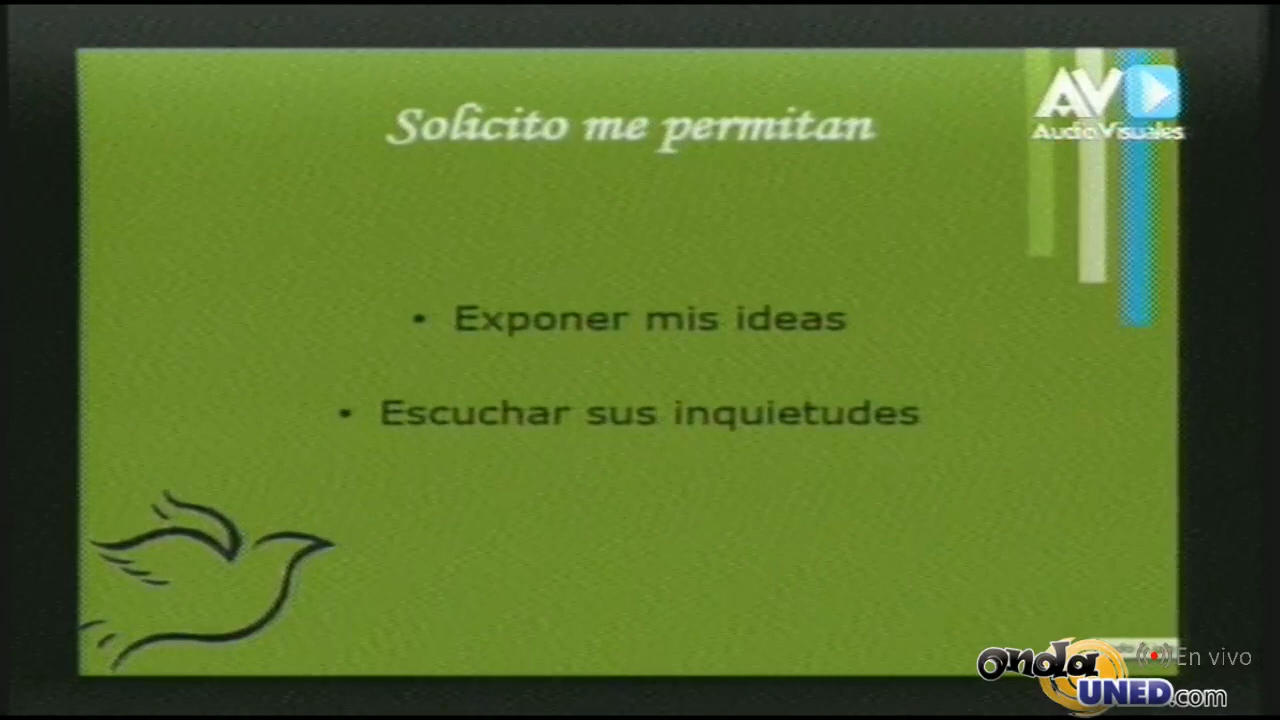 AV
AudioVisuales
Solicito me permitan
• Exponer mis ideas
• Escuchar sus inquietudes
onda
En vivo
UNED.com